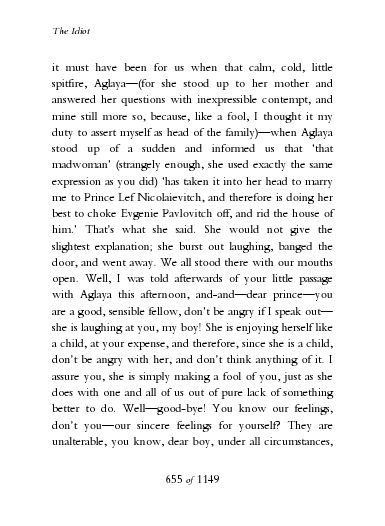 The Idiot
it must have been for us when that calm, cold, little
spitfire, Aglaya—(for she stood up to her mother and
answered her questions with inexpressible contempt, and
mine still more so, because, like a fool, I thought it my
duty to assert myself as head of the family)—when Aglaya
stood up of a sudden and informed us that ‘that
madwoman’ (strangely enough, she used exactly the same
expression as you did) ‘has taken it into her head to marry
me to Prince Lef Nicolaievitch, and therefore is doing her
best to choke Evgenie Pavlovitch off, and rid the house of
him.’ That’s what she said. She would not give the
slightest explanation; she burst out laughing, banged the
door, and went away. We all stood there with our mouths
open. Well, I was told afterwards of your little passage
with Aglaya this afternoon, and-and—dear prince—you
are a good, sensible fellow, don’t be angry if I speak out—
she is laughing at you, my boy! She is enjoying herself like
a child, at your expense, and therefore, since she is a child,
don’t be angry with her, and don’t think anything of it. I
assure you, she is simply making a fool of you, just as she
does with one and all of us out of pure lack of something
better to do. Well—good-bye! You know our feelings,
don’t you—our sincere feelings for yourself? They are
unalterable, you know, dear boy, under all circumstances,
655 of 1149